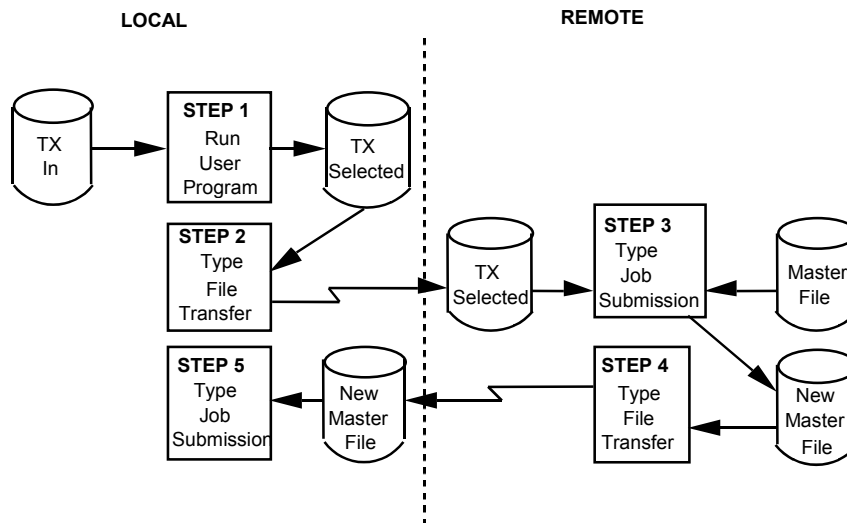 LOCAL
REMOTE
TX
In
STEP 1
Run
User
Program
TX
Selected
STEP 2
Type
File
Transfer
TX
Selected
STEP 3
Type
Job
Submission
Master
File
STEP 5
Type
Job
Submission
New
Master
File
STEP 4
Type
File
Transfer
New
Master
File